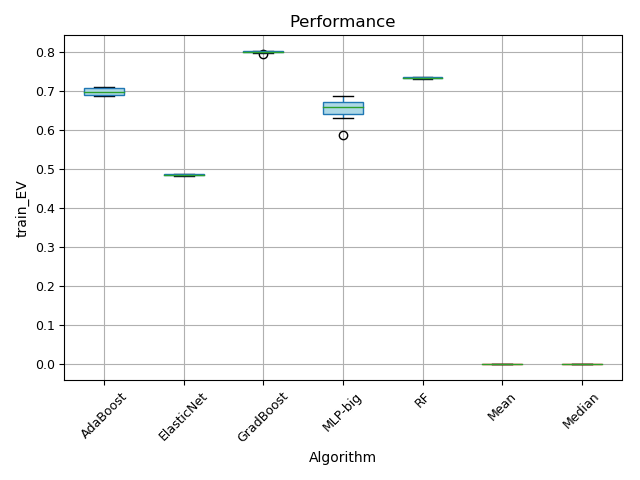 Performance
train_EV
0.8
0.7
0.6
0.5
0.4
0.3
0.2
0.1
0.0
AdaBoost
ElasticNet
GradBoost
MLP-big
RF
Mean
Median
Algorithm